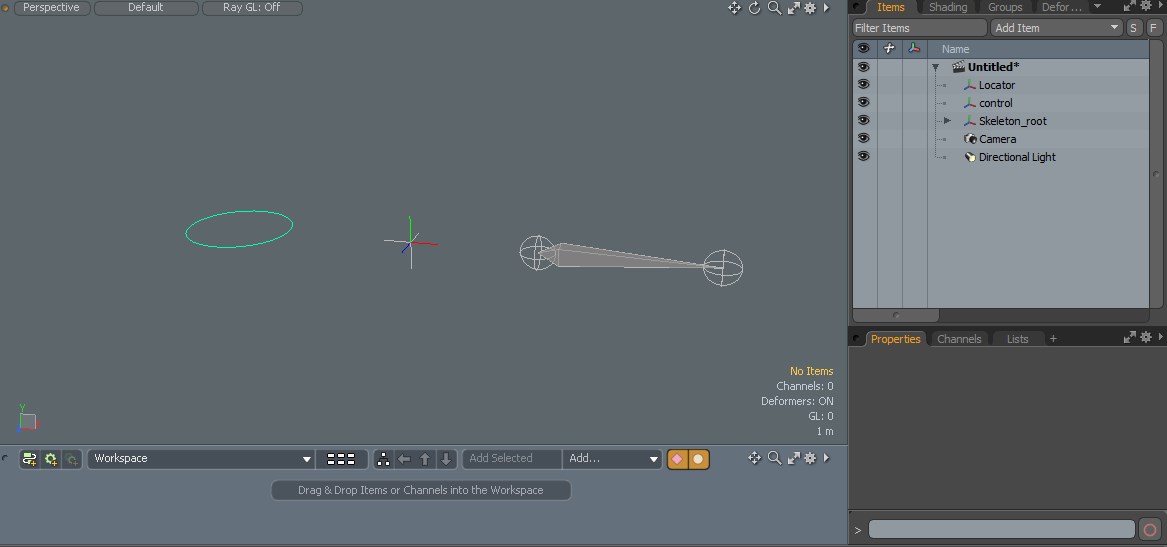 Perspective Default Ray GL: Off
Items Shading Groups Defor...
Filter Items Add Item S F
Name
Untitled*
Locator
control
Skeleton_root
Camera
Directional Light
Properties Channels Lists +
No Items
Channels: 0
Deformers: ON
GL: 0
1 m
Y
Workspace Add Selected Add...
Drag & Drop Items or Channels into the Workspace
>